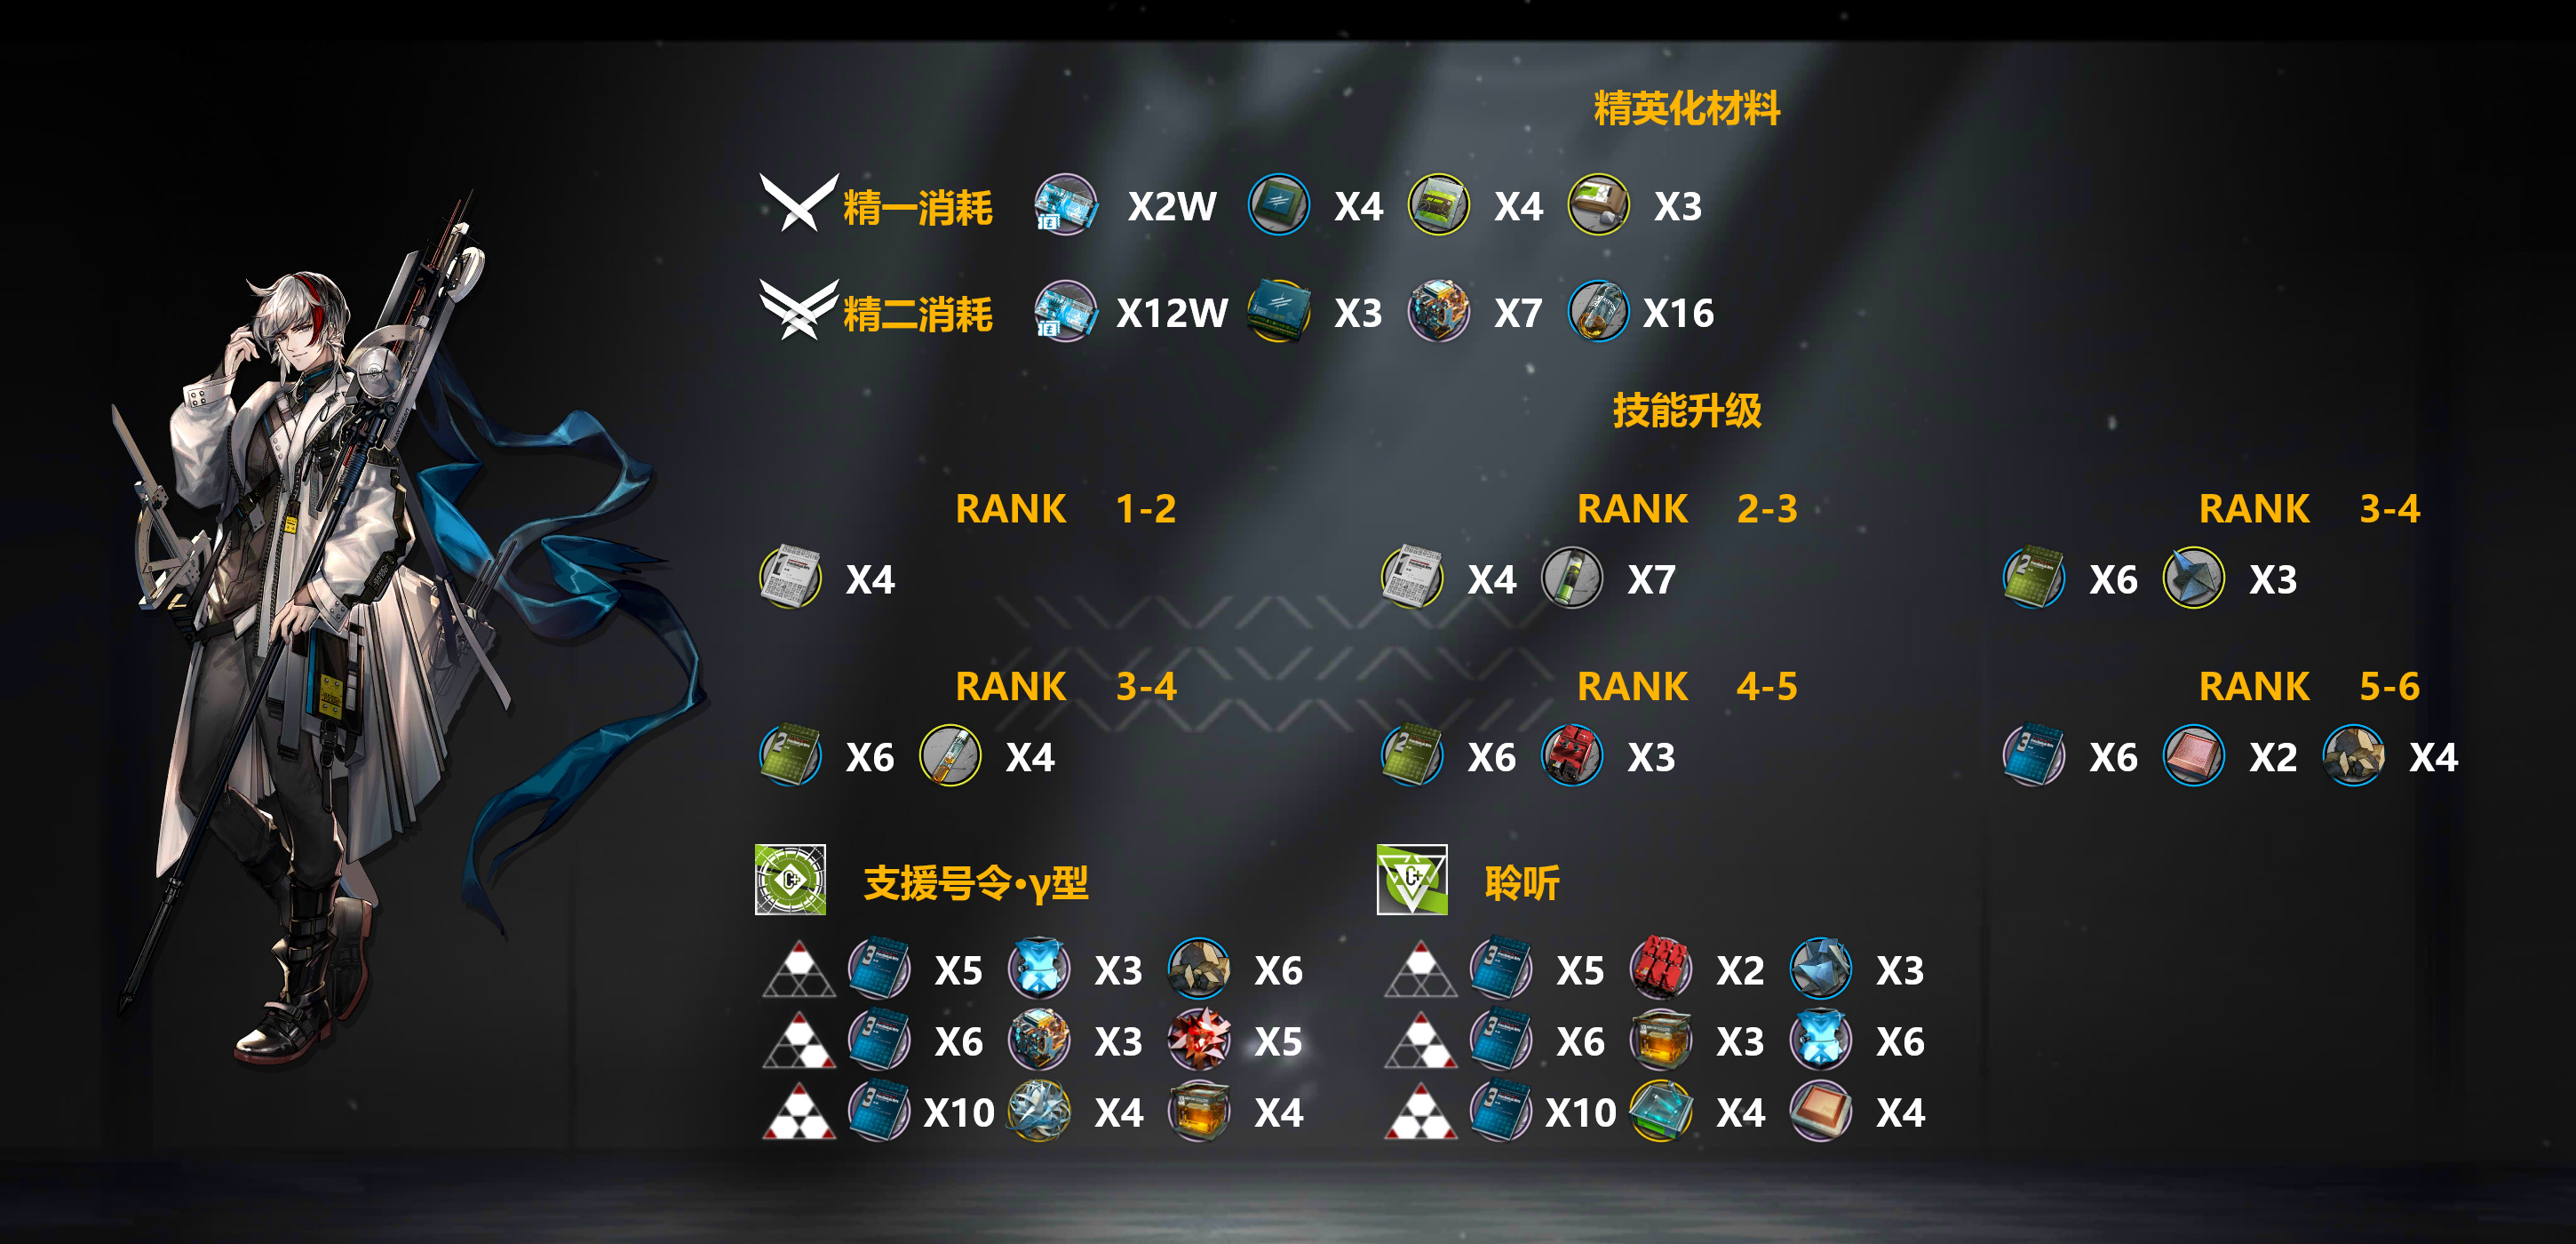 精英化材料
精一消耗 X2W X4 X4 X3
精二消耗 X12W X3 X7 X16
技能升级
RANK 1-2 RANK 2-3 RANK 3-4
X4 X4 X7 X6 X3
RANK 3-4 RANK 4-5 RANK 5-6
X6 X4 X6 X3 X6 X2 X4
支援号令·γ型 聆听
X5 X3 X6 X5 X2 X3
X6 X3 X5 X6 X3 X6
X10 X4 X4 X10 X4 X4